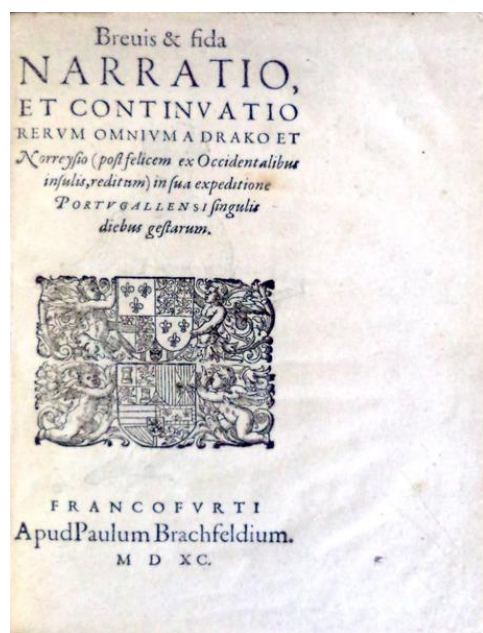 Breuis & fida
NARRATIO,
ET CONTINVATIO
RERVM OMNIVM A DRAKO ET
Norreysio (post felicem ex Occidentalibus
insulis, reditum) in sua expeditione
PORTVGALLENSI singulis
diebus gestarum.
FRANCOFVRTI
Apud Paulum Brachfeldium.
M D XC.